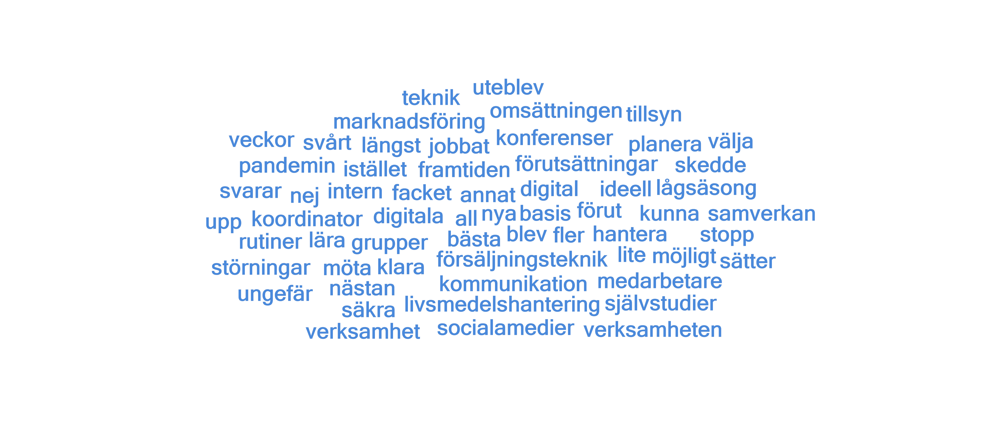 uteblev
teknik
omsättningen tillsyn
marknadsföring
veckor svårt längst jobbat konferenser planera välja
pandemin istället framtiden förutsättningar skedde
svarar nej intern facket annat digital ideell lågsäsong
upp koordinator digitala all nya basis förut kunna samverkan
rutiner lära grupper bästa blev fler hantera stopp
störningar möta klara försäljningsteknik lite möjligt sätter
ungefär nästan kommunikation medarbetare
säkra livsmedelshantering självstudier
verksamhet socialamedier verksamheten